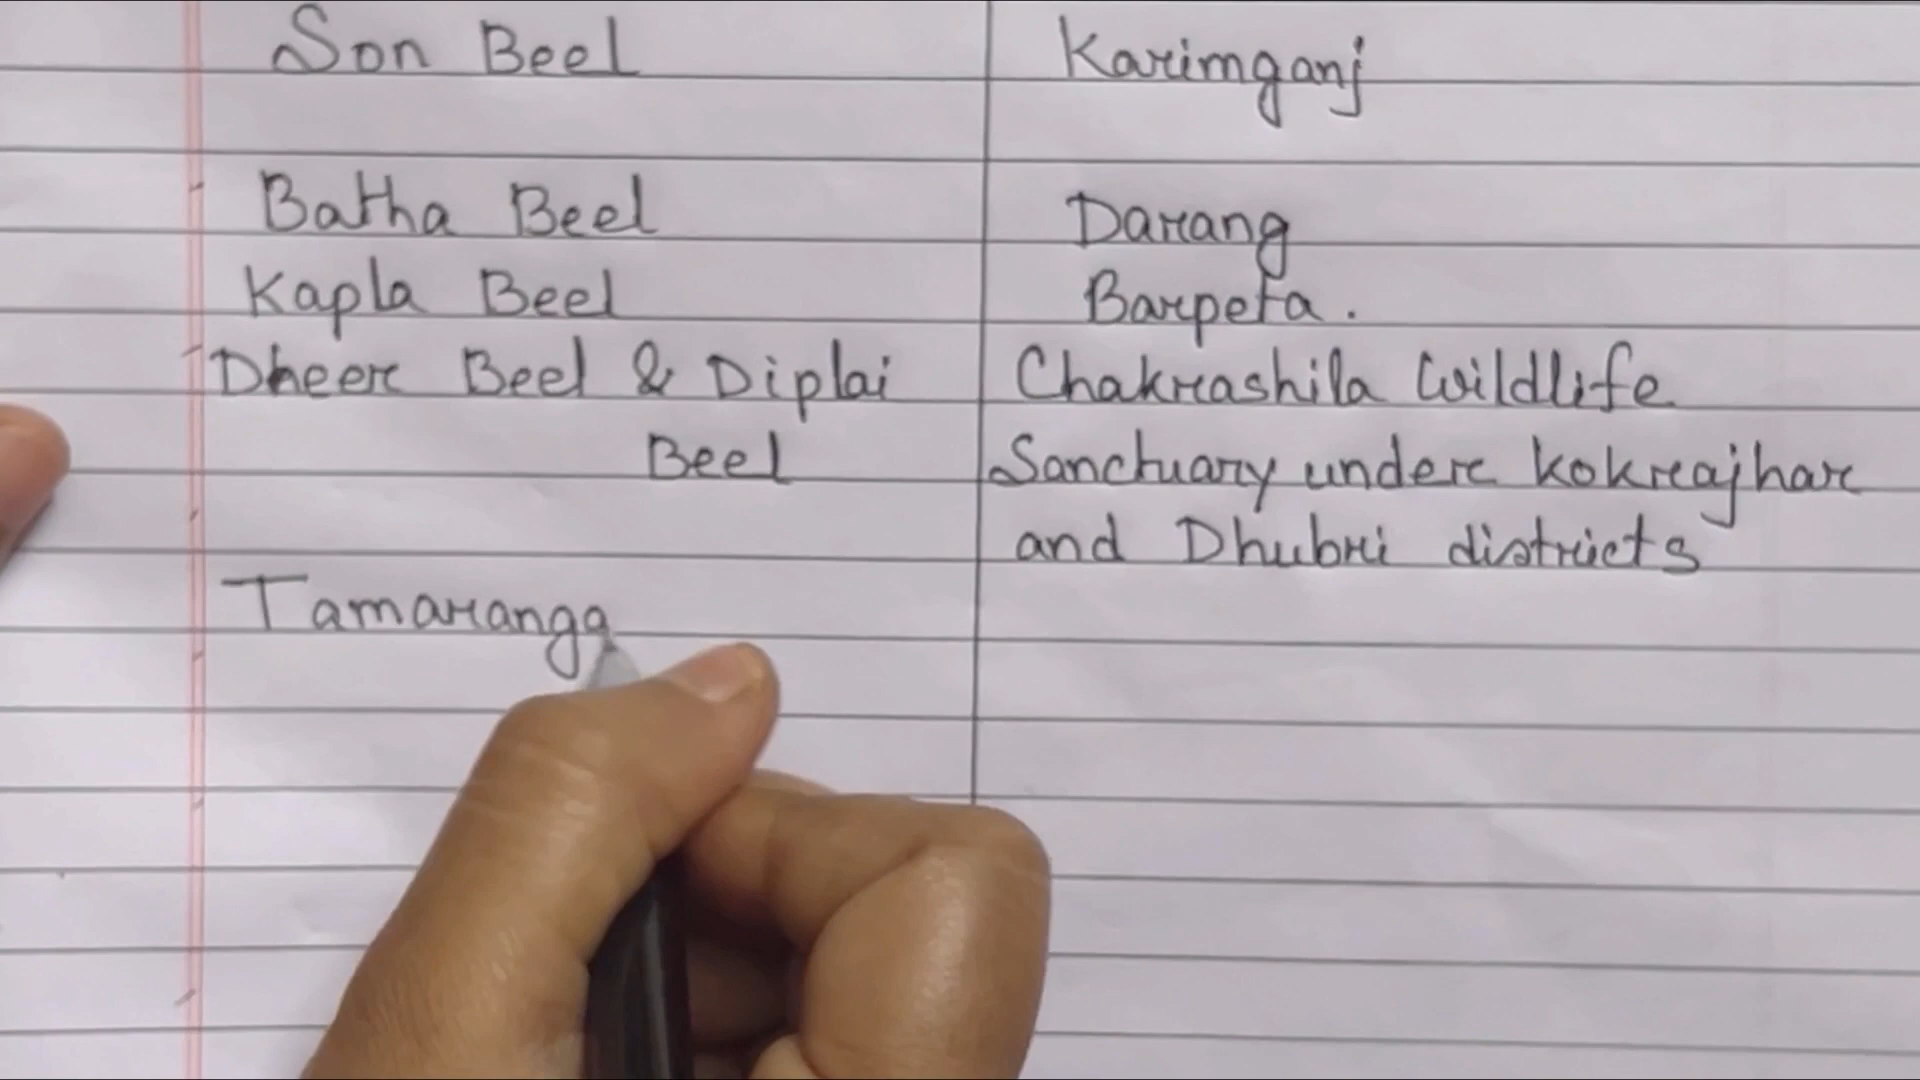 Son Beel Karimganj
Batha Beel Darang
Kapla Beel Barpeta.
Dheer Beel & Diplai Chakrashila Wildlife
Beel Sanctuary under Kokrajhar
and Dhubri districts
Tamaranga